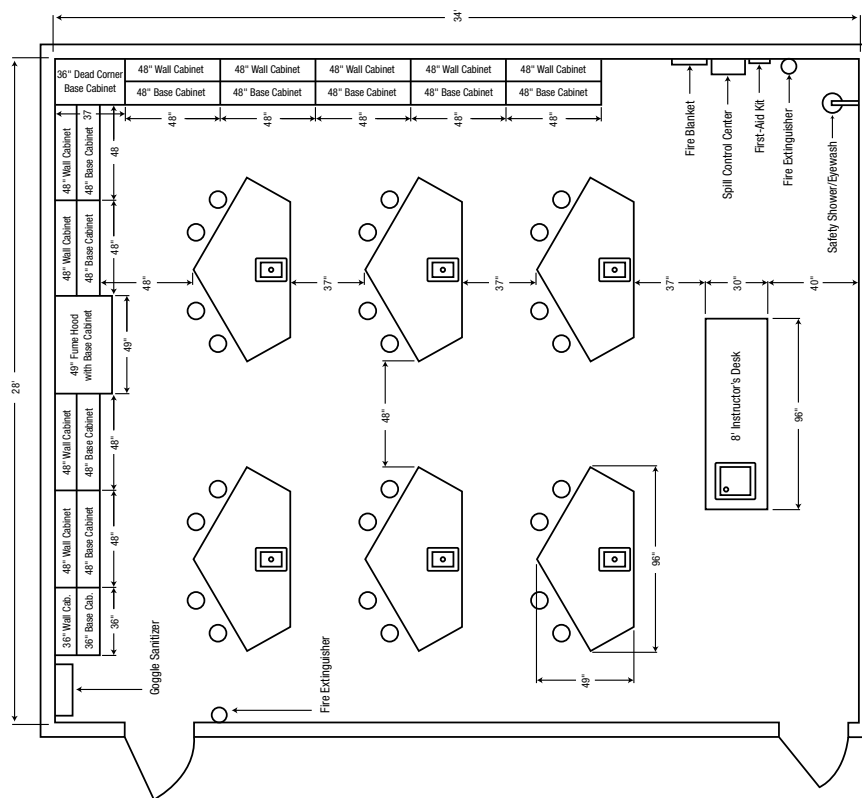 34'
36" Dead Corner
Base Cabinet
48" Wall Cabinet
48" Wall Cabinet
48" Wall Cabinet
48" Wall Cabinet
48" Wall Cabinet
48" Base Cabinet
48" Base Cabinet
48" Base Cabinet
48" Base Cabinet
48" Base Cabinet
37
48"
48"
48"
48"
48"
Fire Blanket
Spill Control Center
First-Aid Kit
Fire Extinguisher
Safety Shower/Eyewash
48" Wall Cabinet
48" Base Cabinet
48
48" Wall Cabinet
48" Base Cabinet
48"
48"
37"
37"
37"
30"
40"
49" Fume Hood
with Base Cabinet
49"
28'
48"
8' Instructor's Desk
96"
48" Wall Cabinet
48" Base Cabinet
48"
48" Wall Cabinet
48" Base Cabinet
48"
96"
36" Wall Cab.
36" Base Cab.
36"
49"
Goggle Sanitizer
Fire Extinguisher